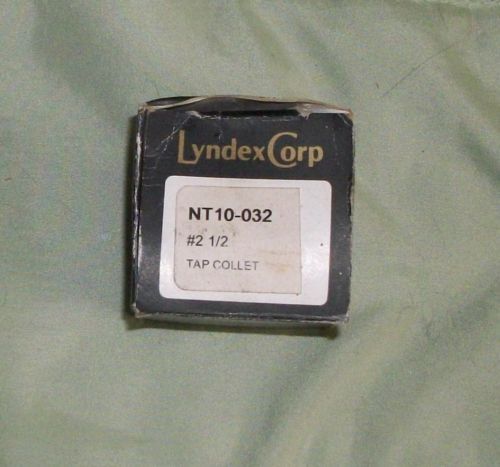 LyndexCorp
NT10-032
#2 1/2
TAP COLLET